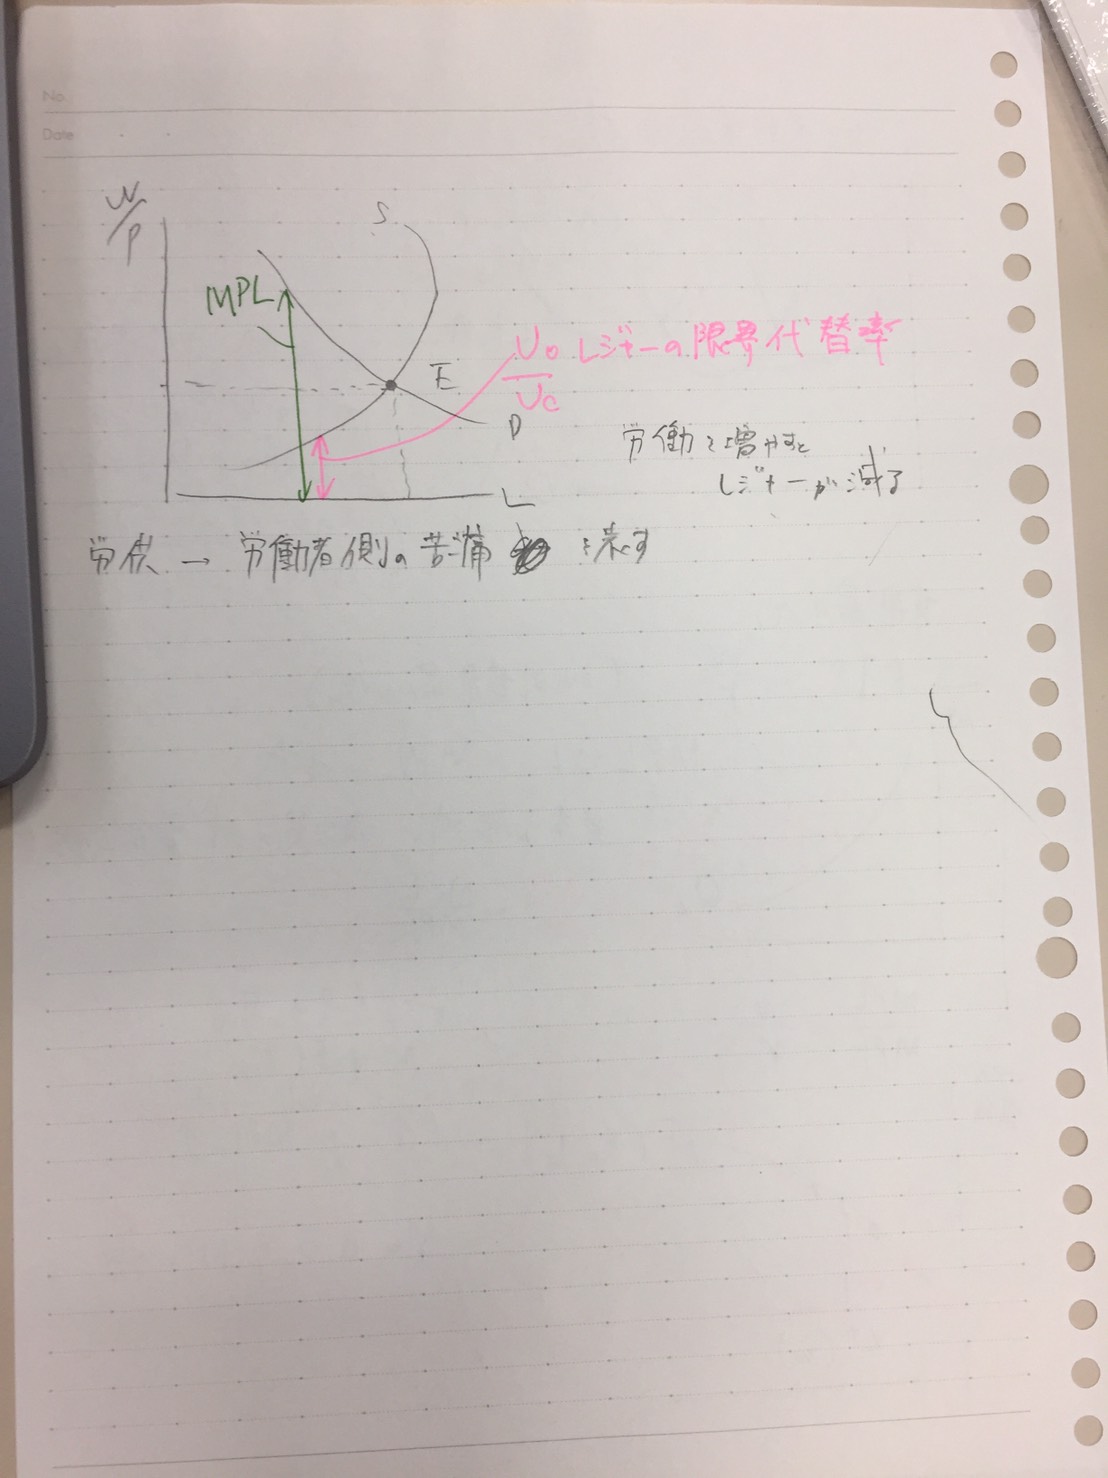 No.
Date
W/P
S
MPL
E
D
L
U₀ レジャーの限界代替率
U_C
労働を増やすと
レジャーが減る
労供 → 労働者側の苦痛 を表す